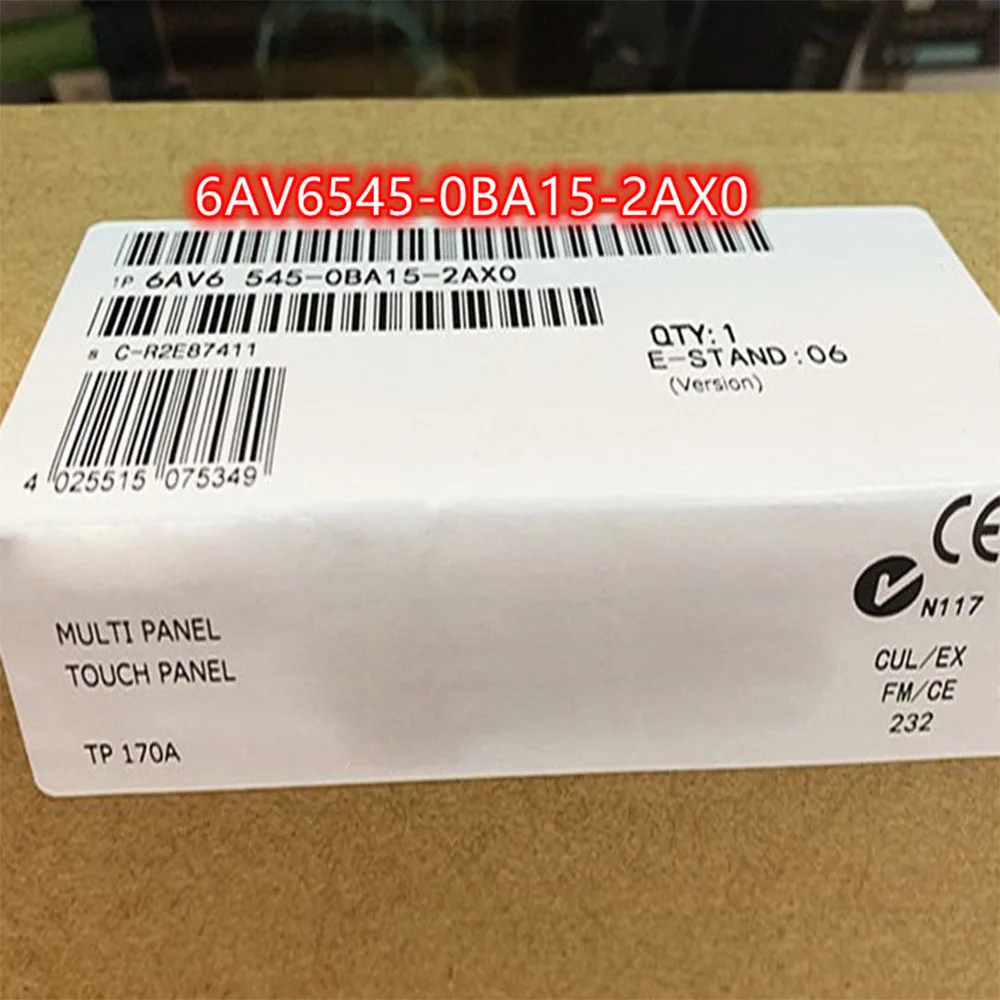 6AV6545-0BA15-2AX0
1P 6AV6 545-0BA15-2AX0
S C-R2E87411
QTY: 1
E-STAND: 06
(Version)
4 025515 075349
CE
N117
MULTI PANEL
TOUCH PANEL
CUL/EX
FM/CE
232
TP 170A